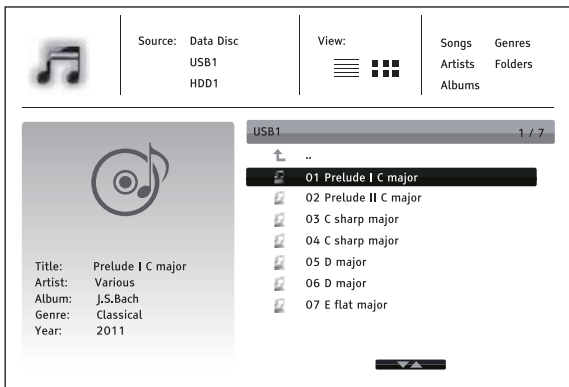 Source: Data Disc
USB1
HDD1
View:
Songs Genres
Artists Folders
Albums
USB1 1 / 7
..
01 Prelude I C major
02 Prelude II C major
03 C sharp major
04 C sharp major
05 D major
06 D major
07 E flat major
Title: Prelude I C major
Artist: Various
Album: J.S.Bach
Genre: Classical
Year: 2011